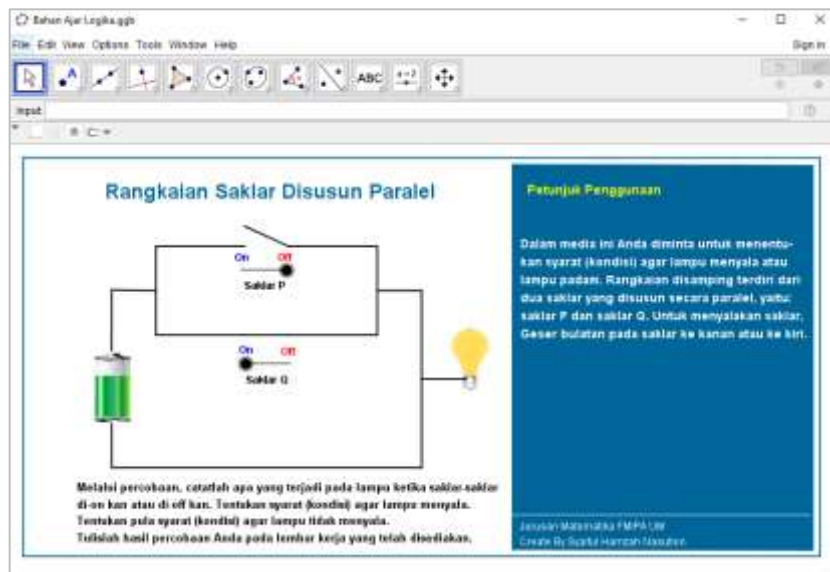 Bahan Ajar Logika.ggb
File Edit View Options Tools Window Help
Sign in
ABC
a=2
Input:
Rangkaian Saklar Disusun Paralel
On Off
Saklar P
On Off
Saklar Q
Melalui percobaan, catatlah apa yang terjadi pada lampu ketika saklar-saklar
di-on kan atau di off kan. Tentukan syarat (kondisi) agar lampu menyala.
Tentukan pula syarat (kondisi) agar lampu tidak menyala.
Tulislah hasil percobaan Anda pada lembar kerja yang telah disediakan.
Petunjuk Penggunaan
Dalam media ini Anda diminta untuk menentu-
kan syarat (kondisi) agar lampu menyala atau
lampu padam. Rangkaian disamping terdiri dari
dua saklar yang disusun secara paralel, yaitu:
saklar P dan saklar Q. Untuk menyalakan saklar,
Geser bulatan pada saklar ke kanan atau ke kiri.
Jurusan Matematika FMIPA UM
Create By Syaiful Hamzah Nasution